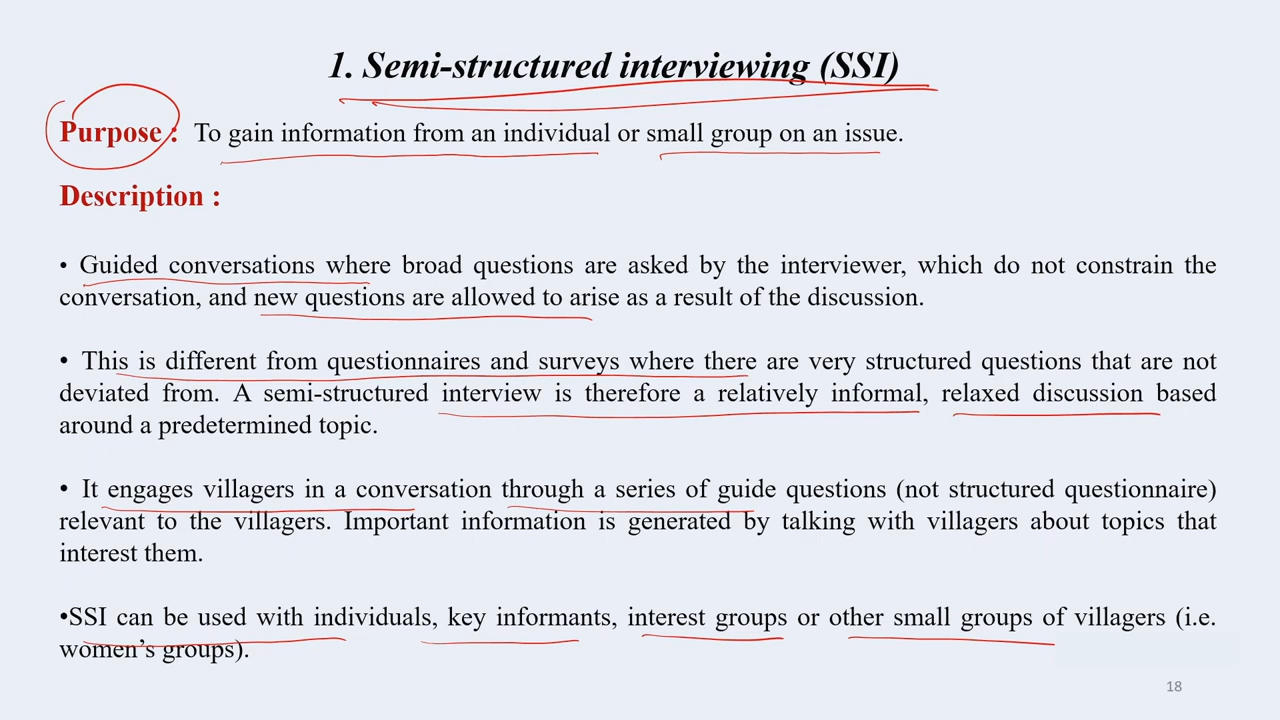 1. Semi-structured interviewing (SSI)
Purpose : To gain information from an individual or small group on an issue.
Description :
• Guided conversations where broad questions are asked by the interviewer, which do not constrain the
conversation, and new questions are allowed to arise as a result of the discussion.
• This is different from questionnaires and surveys where there are very structured questions that are not
deviated from. A semi-structured interview is therefore a relatively informal, relaxed discussion based
around a predetermined topic.
• It engages villagers in a conversation through a series of guide questions (not structured questionnaire)
relevant to the villagers. Important information is generated by talking with villagers about topics that
interest them.
•SSI can be used with individuals, key informants, interest groups or other small groups of villagers (i.e.
women’s groups).
18